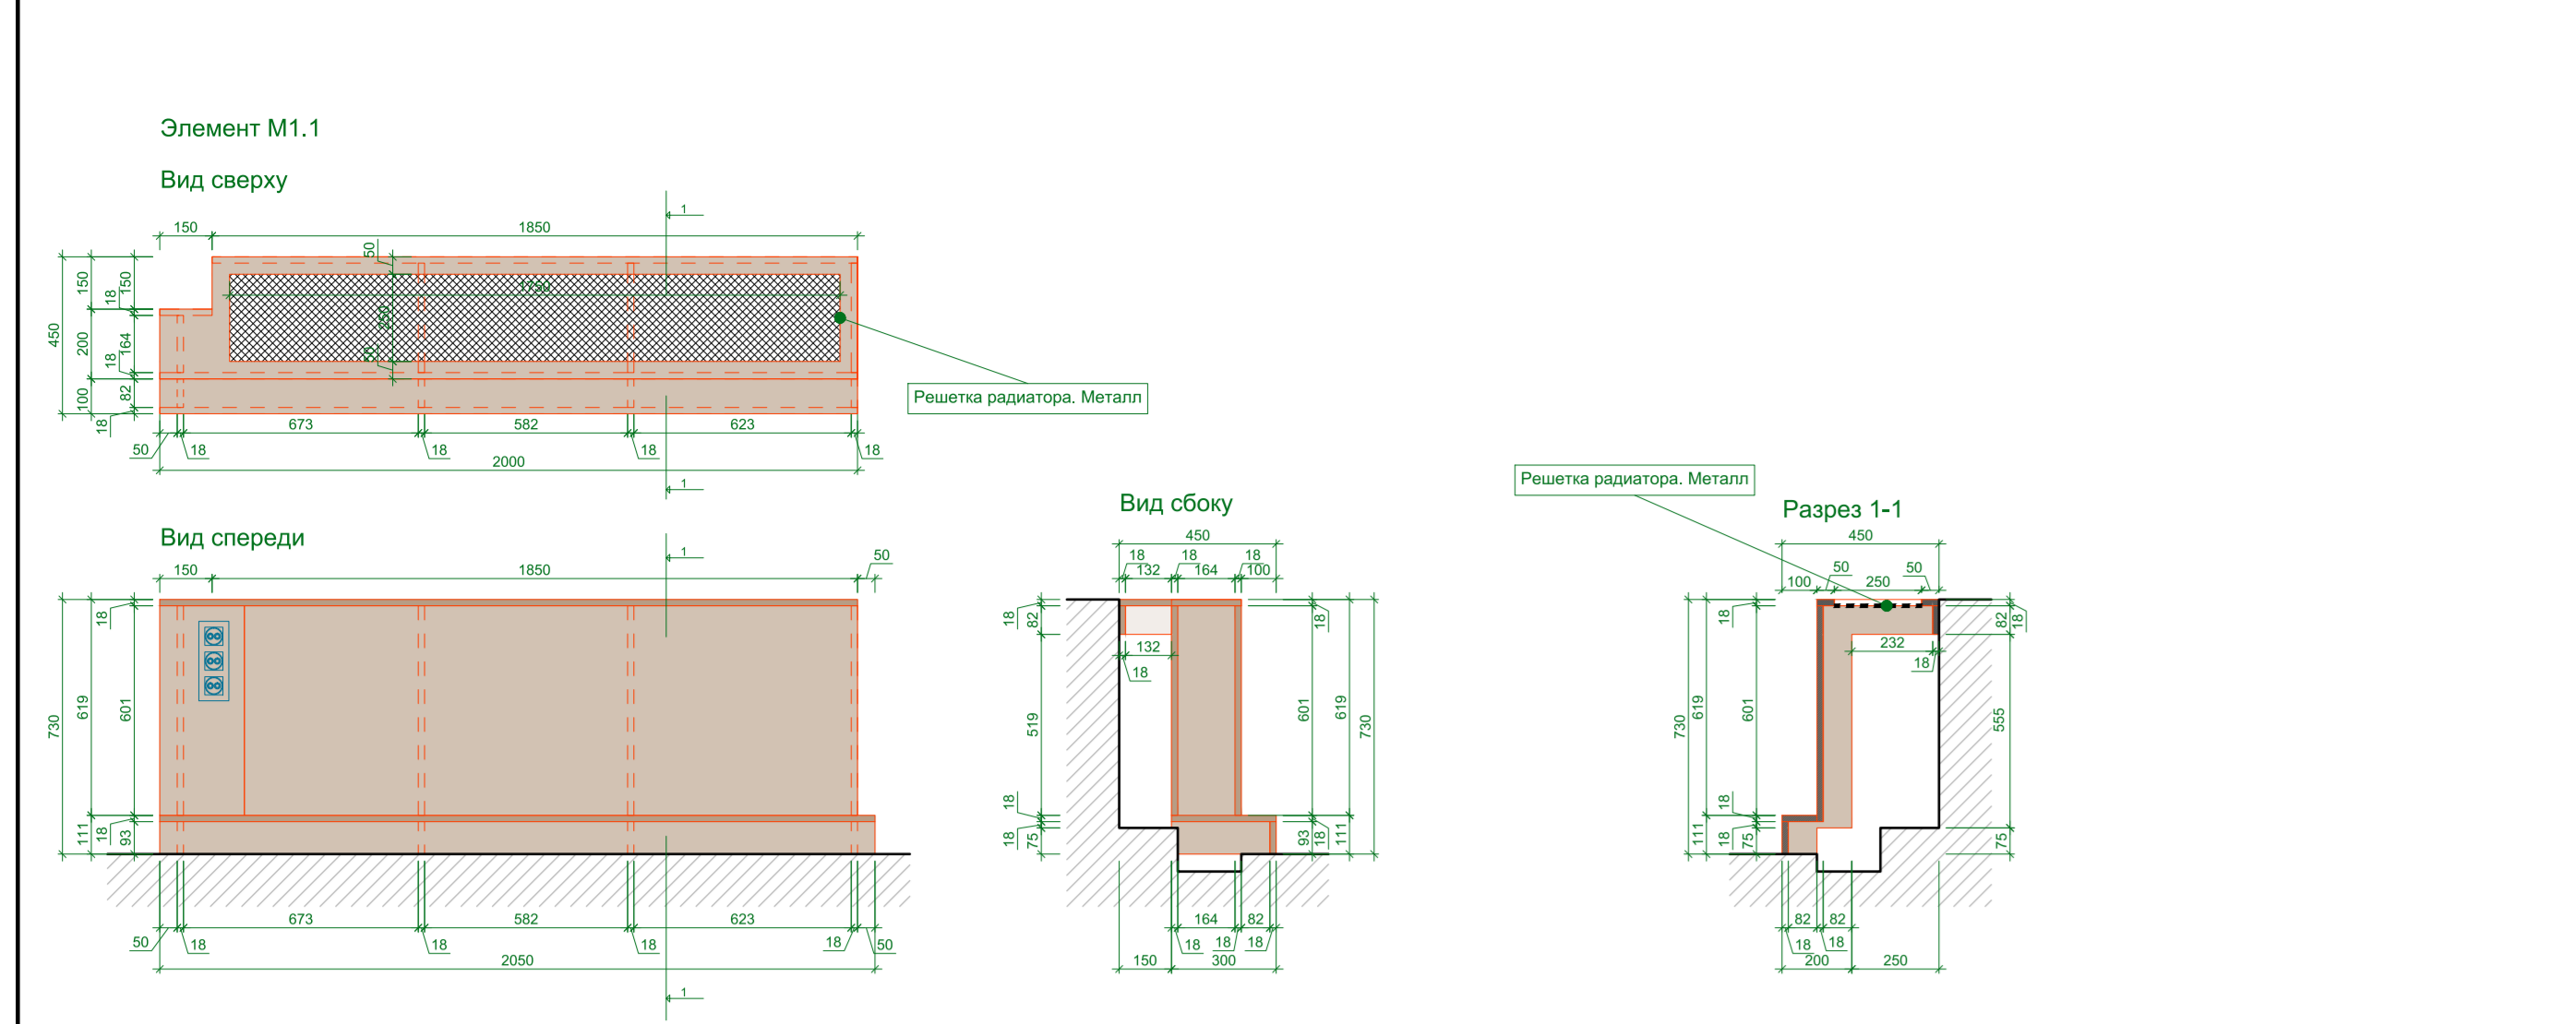 Элемент М1.1
Вид сверху
1
150 1850
50
450 150 200 100
18 150 18 164 82 18
1750
250
50
Решетка радиатора. Металл
673 582 623
50 18 18 18 18
2000
1
Вид спереди
1
50
150 1850
18
730 619 601
111 18 93
673 582 623
50 18 18 18 18 50
2050
1
Вид сбоку
450
18 18 18
132 164 100
18 82 18
132
18
519 601 619 730
18
18 75 93 18 111
164 82
18 18 18
150 300
Решетка радиатора. Металл
Разрез 1-1
450
50 50
100 250
18 82 18
232
18
730 619 601 555
18
111 18 75 75
82 82
18 18
200 250